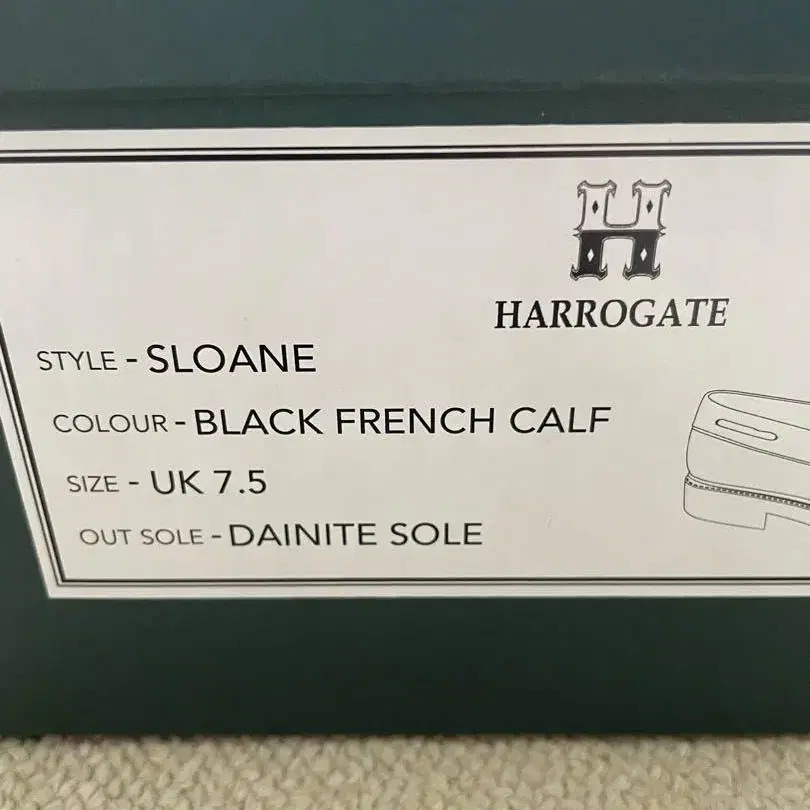 H
HARROGATE
STYLE - SLOANE
COLOUR - BLACK FRENCH CALF
SIZE - UK 7.5
OUT SOLE - DAINITE SOLE